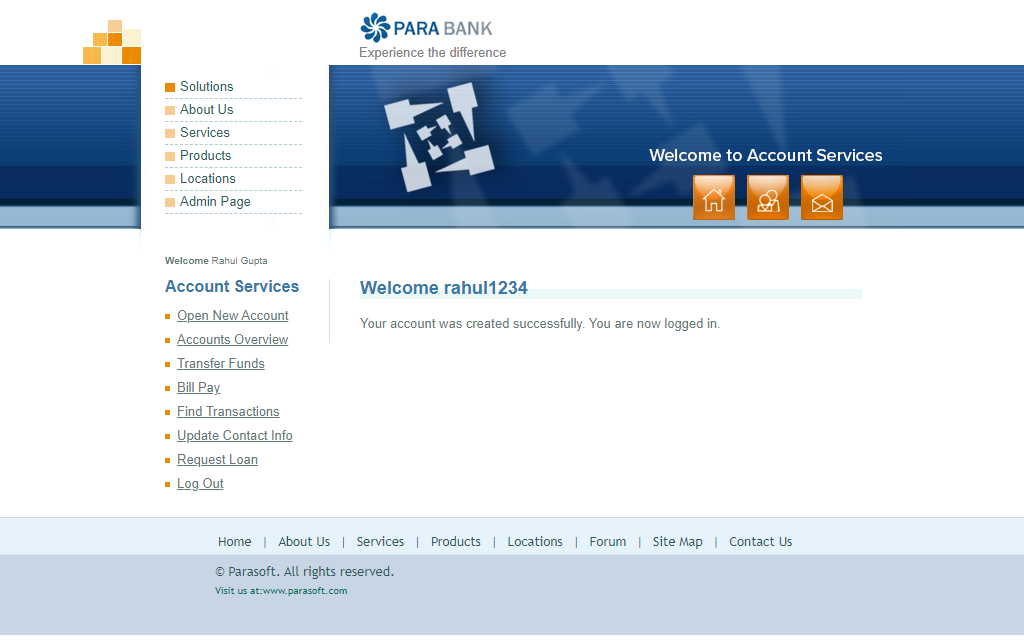 PARA BANK
Experience the difference
Solutions
About Us
Services
Products
Locations
Admin Page
Welcome to Account Services
Welcome Rahul Gupta
Account Services
Open New Account
Accounts Overview
Transfer Funds
Bill Pay
Find Transactions
Update Contact Info
Request Loan
Log Out
Welcome rahul1234
Your account was created successfully. You are now logged in.
Home | About Us | Services | Products | Locations | Forum | Site Map | Contact Us
© Parasoft. All rights reserved.
Visit us at:www.parasoft.com